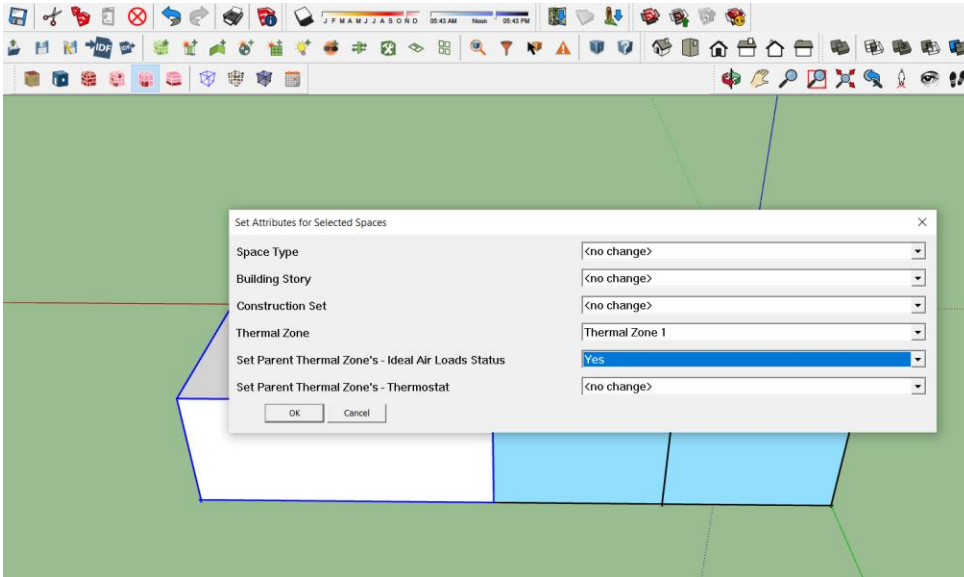 J F M A M J J A S O N D 05:43 AM Noon 05:43 PM
IDF IDF
Set Attributes for Selected Spaces
Space Type <no change>
Building Story <no change>
Construction Set <no change>
Thermal Zone Thermal Zone 1
Set Parent Thermal Zone's - Ideal Air Loads Status Yes
Set Parent Thermal Zone's - Thermostat <no change>
OK Cancel